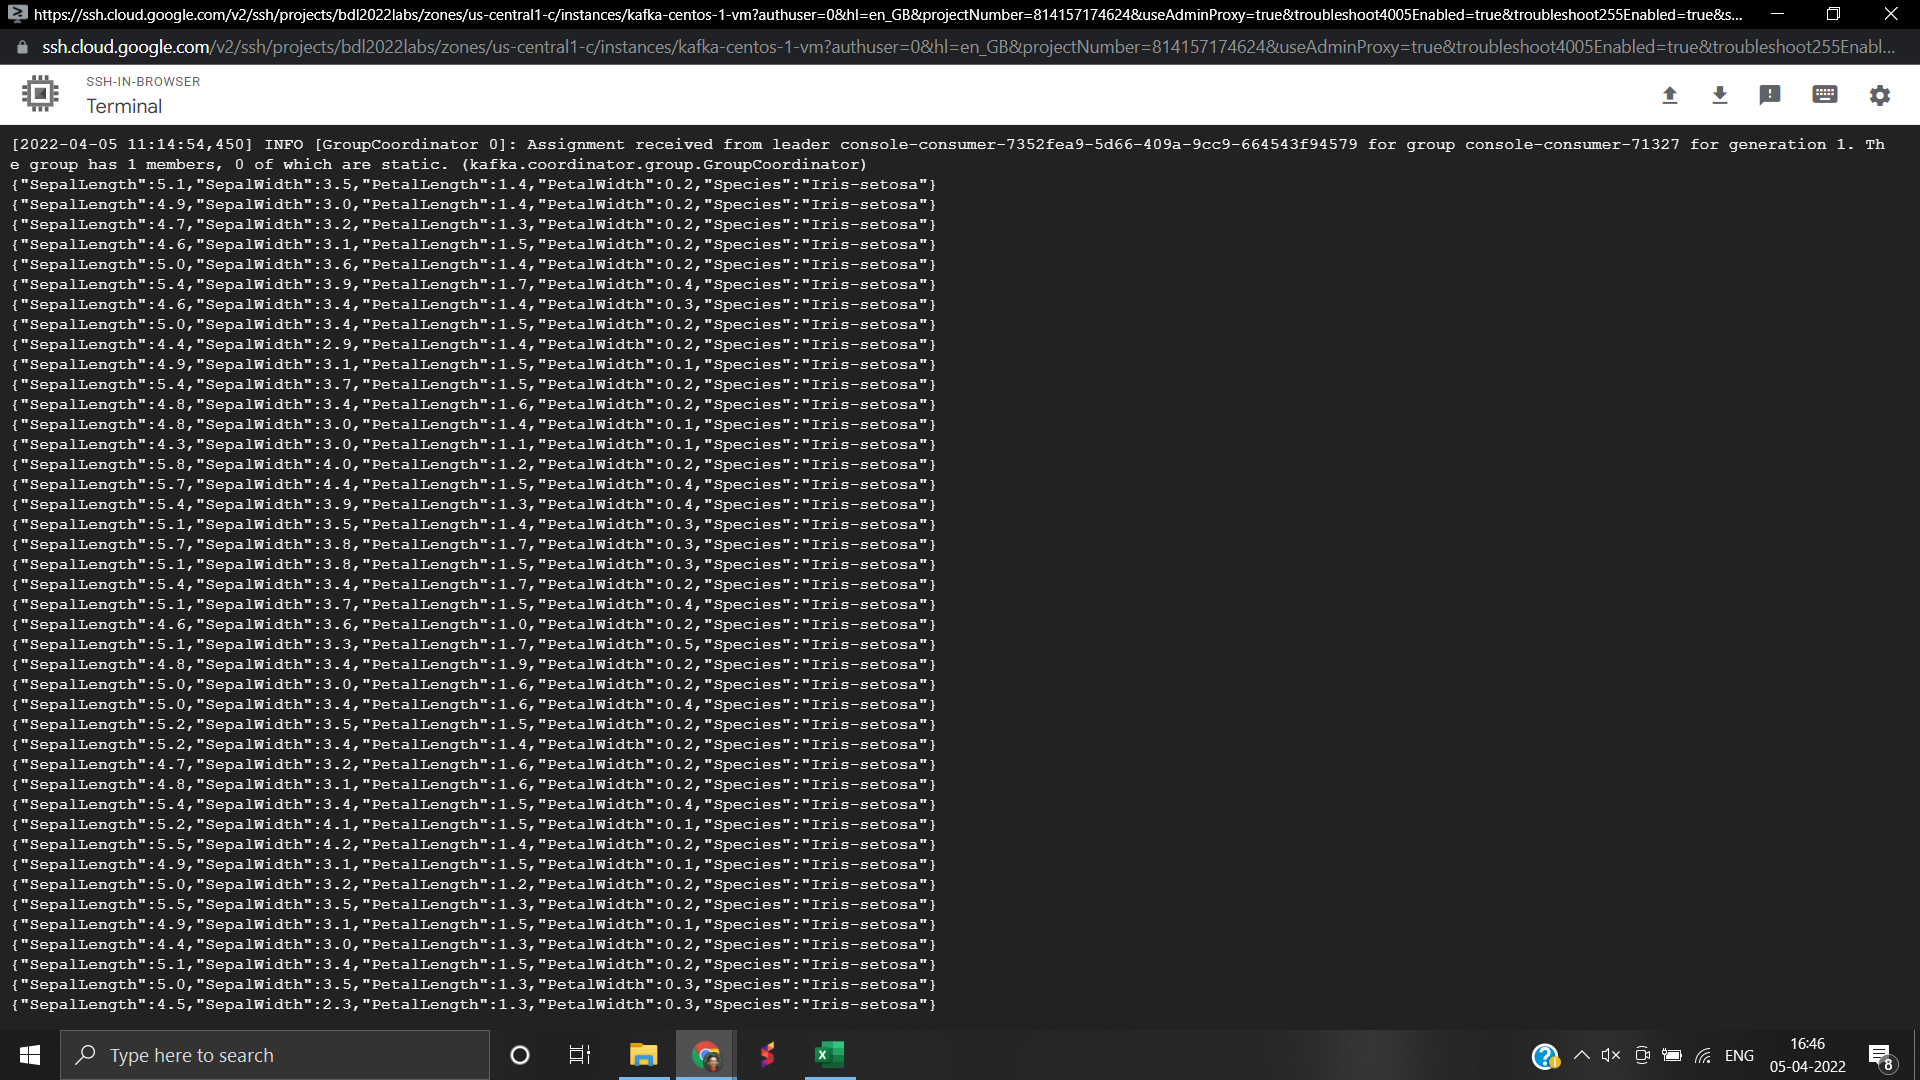 https://ssh.cloud.google.com/v2/ssh/projects/bdl2022labs/zones/us-central1-c/instances/kafka-centos-1-vm?authuser=0&hl=en_GB&projectNumber=814157174624&useAdminProxy=true&troubleshoot4005Enabled=true&troubleshoot255Enabled=true&s...
ssh.cloud.google.com/v2/ssh/projects/bdl2022labs/zones/us-central1-c/instances/kafka-centos-1-vm?authuser=0&hl=en_GB&projectNumber=814157174624&useAdminProxy=true&troubleshoot4005Enabled=true&troubleshoot255Enabl...
SSH-IN-BROWSER
Terminal
[2022-04-05 11:14:54,450] INFO [GroupCoordinator 0]: Assignment received from leader console-consumer-7352fea9-5d66-409a-9cc9-664543f94579 for group console-consumer-71327 for generation 1. Th
e group has 1 members, 0 of which are static. (kafka.coordinator.group.GroupCoordinator)
{"SepalLength":5.1,"SepalWidth":3.5,"PetalLength":1.4,"PetalWidth":0.2,"Species":"Iris-setosa"}
{"SepalLength":4.9,"SepalWidth":3.0,"PetalLength":1.4,"PetalWidth":0.2,"Species":"Iris-setosa"}
{"SepalLength":4.7,"SepalWidth":3.2,"PetalLength":1.3,"PetalWidth":0.2,"Species":"Iris-setosa"}
{"SepalLength":4.6,"SepalWidth":3.1,"PetalLength":1.5,"PetalWidth":0.2,"Species":"Iris-setosa"}
{"SepalLength":5.0,"SepalWidth":3.6,"PetalLength":1.4,"PetalWidth":0.2,"Species":"Iris-setosa"}
{"SepalLength":5.4,"SepalWidth":3.9,"PetalLength":1.7,"PetalWidth":0.4,"Species":"Iris-setosa"}
{"SepalLength":4.6,"SepalWidth":3.4,"PetalLength":1.4,"PetalWidth":0.3,"Species":"Iris-setosa"}
{"SepalLength":5.0,"SepalWidth":3.4,"PetalLength":1.5,"PetalWidth":0.2,"Species":"Iris-setosa"}
{"SepalLength":4.4,"SepalWidth":2.9,"PetalLength":1.4,"PetalWidth":0.2,"Species":"Iris-setosa"}
{"SepalLength":4.9,"SepalWidth":3.1,"PetalLength":1.5,"PetalWidth":0.1,"Species":"Iris-setosa"}
{"SepalLength":5.4,"SepalWidth":3.7,"PetalLength":1.5,"PetalWidth":0.2,"Species":"Iris-setosa"}
{"SepalLength":4.8,"SepalWidth":3.4,"PetalLength":1.6,"PetalWidth":0.2,"Species":"Iris-setosa"}
{"SepalLength":4.8,"SepalWidth":3.0,"PetalLength":1.4,"PetalWidth":0.1,"Species":"Iris-setosa"}
{"SepalLength":4.3,"SepalWidth":3.0,"PetalLength":1.1,"PetalWidth":0.1,"Species":"Iris-setosa"}
{"SepalLength":5.8,"SepalWidth":4.0,"PetalLength":1.2,"PetalWidth":0.2,"Species":"Iris-setosa"}
{"SepalLength":5.7,"SepalWidth":4.4,"PetalLength":1.5,"PetalWidth":0.4,"Species":"Iris-setosa"}
{"SepalLength":5.4,"SepalWidth":3.9,"PetalLength":1.3,"PetalWidth":0.4,"Species":"Iris-setosa"}
{"SepalLength":5.1,"SepalWidth":3.5,"PetalLength":1.4,"PetalWidth":0.3,"Species":"Iris-setosa"}
{"SepalLength":5.7,"SepalWidth":3.8,"PetalLength":1.7,"PetalWidth":0.3,"Species":"Iris-setosa"}
{"SepalLength":5.1,"SepalWidth":3.8,"PetalLength":1.5,"PetalWidth":0.3,"Species":"Iris-setosa"}
{"SepalLength":5.4,"SepalWidth":3.4,"PetalLength":1.7,"PetalWidth":0.2,"Species":"Iris-setosa"}
{"SepalLength":5.1,"SepalWidth":3.7,"PetalLength":1.5,"PetalWidth":0.4,"Species":"Iris-setosa"}
{"SepalLength":4.6,"SepalWidth":3.6,"PetalLength":1.0,"PetalWidth":0.2,"Species":"Iris-setosa"}
{"SepalLength":5.1,"SepalWidth":3.3,"PetalLength":1.7,"PetalWidth":0.5,"Species":"Iris-setosa"}
{"SepalLength":4.8,"SepalWidth":3.4,"PetalLength":1.9,"PetalWidth":0.2,"Species":"Iris-setosa"}
{"SepalLength":5.0,"SepalWidth":3.0,"PetalLength":1.6,"PetalWidth":0.2,"Species":"Iris-setosa"}
{"SepalLength":5.0,"SepalWidth":3.4,"PetalLength":1.6,"PetalWidth":0.4,"Species":"Iris-setosa"}
{"SepalLength":5.2,"SepalWidth":3.5,"PetalLength":1.5,"PetalWidth":0.2,"Species":"Iris-setosa"}
{"SepalLength":5.2,"SepalWidth":3.4,"PetalLength":1.4,"PetalWidth":0.2,"Species":"Iris-setosa"}
{"SepalLength":4.7,"SepalWidth":3.2,"PetalLength":1.6,"PetalWidth":0.2,"Species":"Iris-setosa"}
{"SepalLength":4.8,"SepalWidth":3.1,"PetalLength":1.6,"PetalWidth":0.2,"Species":"Iris-setosa"}
{"SepalLength":5.4,"SepalWidth":3.4,"PetalLength":1.5,"PetalWidth":0.4,"Species":"Iris-setosa"}
{"SepalLength":5.2,"SepalWidth":4.1,"PetalLength":1.5,"PetalWidth":0.1,"Species":"Iris-setosa"}
{"SepalLength":5.5,"SepalWidth":4.2,"PetalLength":1.4,"PetalWidth":0.2,"Species":"Iris-setosa"}
{"SepalLength":4.9,"SepalWidth":3.1,"PetalLength":1.5,"PetalWidth":0.1,"Species":"Iris-setosa"}
{"SepalLength":5.0,"SepalWidth":3.2,"PetalLength":1.2,"PetalWidth":0.2,"Species":"Iris-setosa"}
{"SepalLength":5.5,"SepalWidth":3.5,"PetalLength":1.3,"PetalWidth":0.2,"Species":"Iris-setosa"}
{"SepalLength":4.9,"SepalWidth":3.1,"PetalLength":1.5,"PetalWidth":0.1,"Species":"Iris-setosa"}
{"SepalLength":4.4,"SepalWidth":3.0,"PetalLength":1.3,"PetalWidth":0.2,"Species":"Iris-setosa"}
{"SepalLength":5.1,"SepalWidth":3.4,"PetalLength":1.5,"PetalWidth":0.2,"Species":"Iris-setosa"}
{"SepalLength":5.0,"SepalWidth":3.5,"PetalLength":1.3,"PetalWidth":0.3,"Species":"Iris-setosa"}
{"SepalLength":4.5,"SepalWidth":2.3,"PetalLength":1.3,"PetalWidth":0.3,"Species":"Iris-setosa"}
Type here to search
ENG
16:46
05-04-2022
8